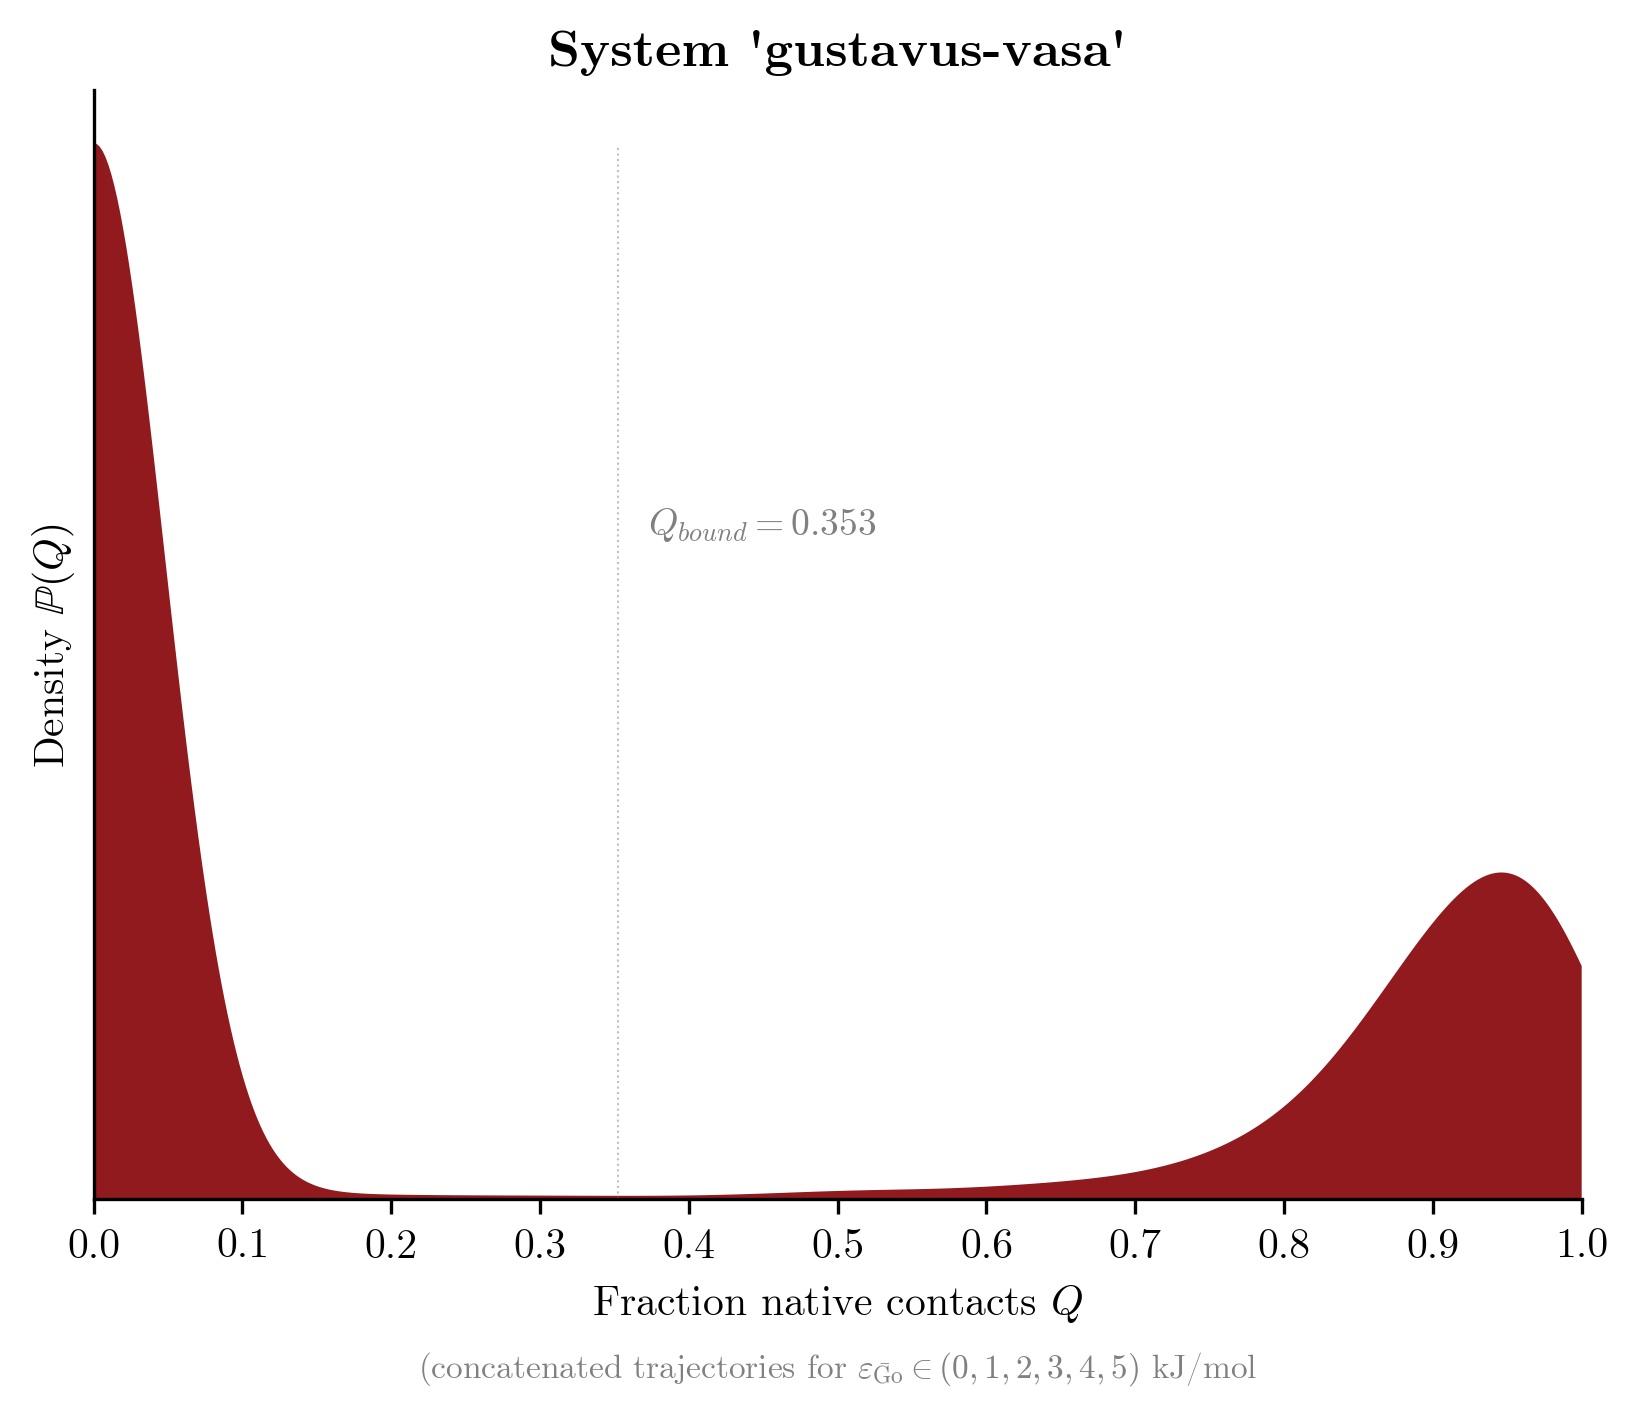 System 'gustavus-vasa'
Density ℙ(Q)
Q_bound = 0.353
0.0 0.1 0.2 0.3 0.4 0.5 0.6 0.7 0.8 0.9 1.0
Fraction native contacts Q
(concatenated trajectories for ε_Ḡo ∈ (0, 1, 2, 3, 4, 5) kJ/mol